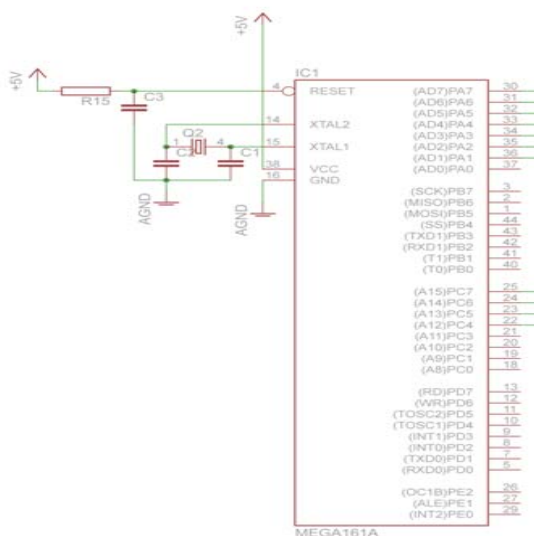 +5V
+5V
IC1
R15
C3
4
RESET
14
XTAL2
1
Q2
4
15
XTAL1
C2
C1
38
VCC
16
GND
AGND
AGND
(AD7)PA7 30
(AD6)PA6 31
(AD5)PA5 32
(AD4)PA4 33
(AD3)PA3 34
(AD2)PA2 35
(AD1)PA1 36
(AD0)PA0 37
(SCK)PB7 3
(MISO)PB6 2
(MOSI)PB5 1
(SS)PB4 44
(TXD1)PB3 43
(RXD1)PB2 42
(T1)PB1 41
(T0)PB0 40
(A15)PC7 25
(A14)PC6 24
(A13)PC5 23
(A12)PC4 22
(A11)PC3 21
(A10)PC2 20
(A9)PC1 19
(A8)PC0 18
(RD)PD7 13
(WR)PD6 12
(TOSC2)PD5 11
(TOSC1)PD4 10
(INT1)PD3 9
(INT0)PD2 8
(TXD0)PD1 7
(RXD0)PD0 5
(OC1B)PE2 26
(ALE)PE1 27
(INT2)PE0 29
MEGA161A